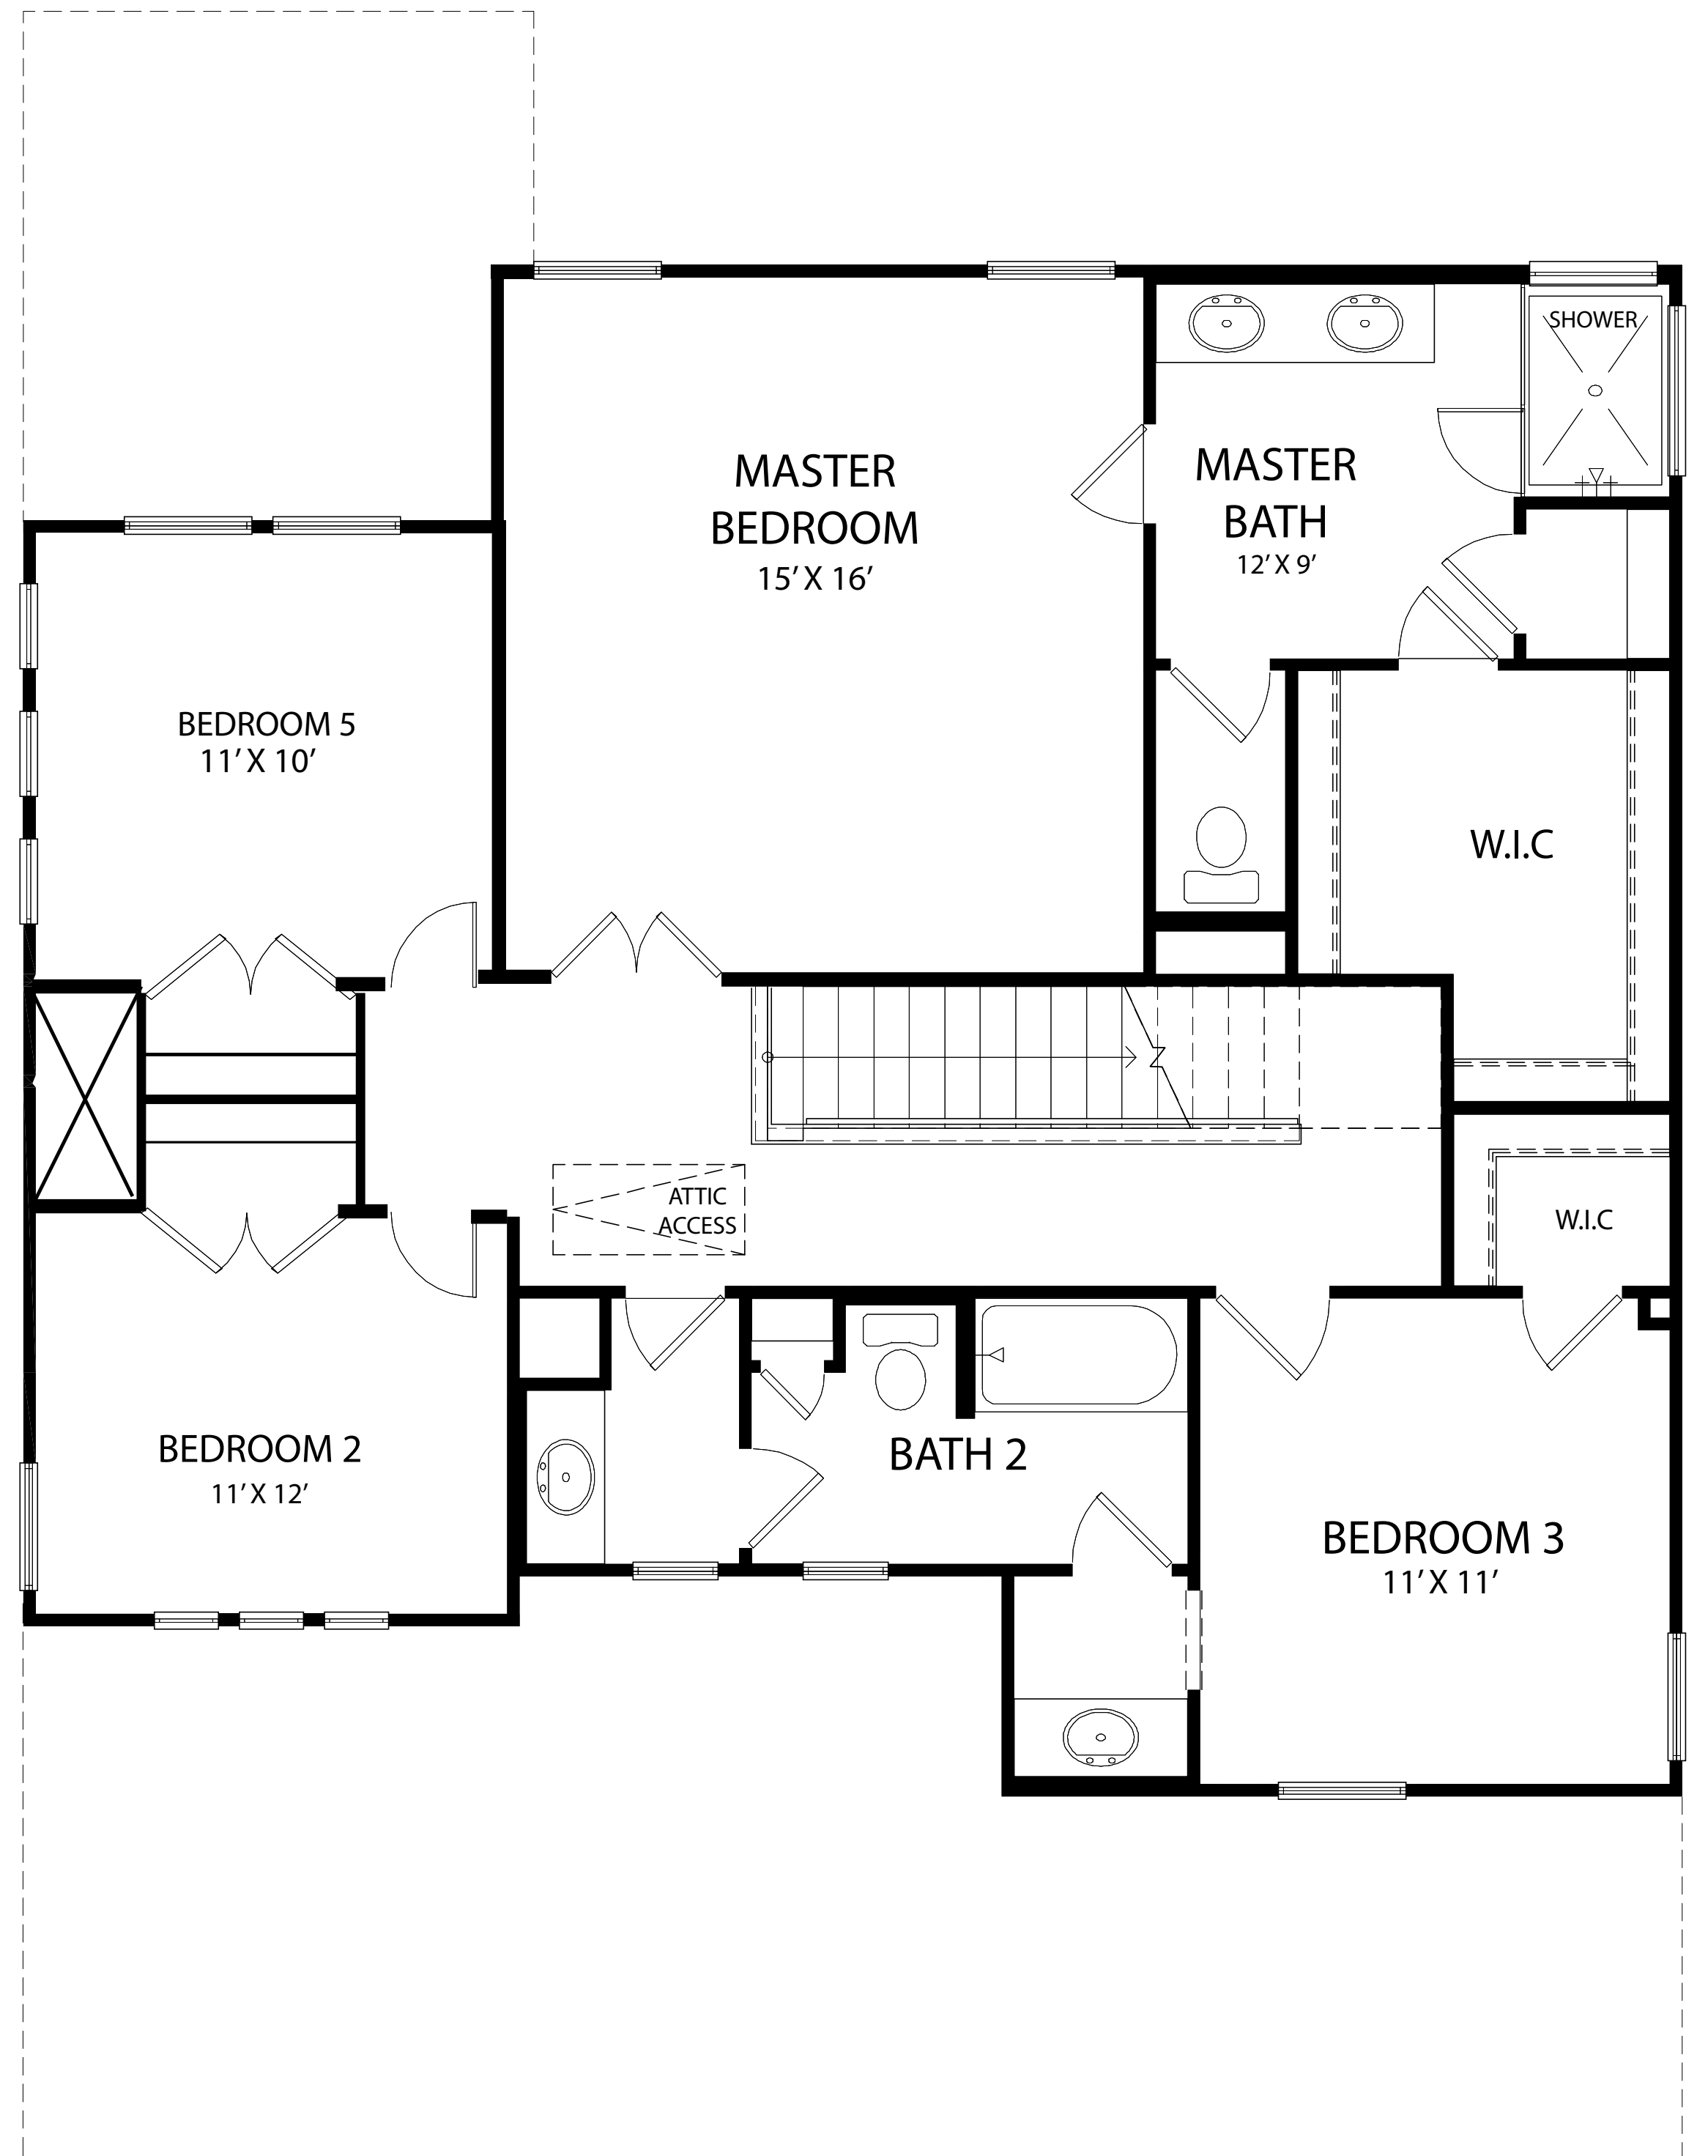 SHOWER
MASTER
BEDROOM
15’ X 16’
MASTER
BATH
12’ X 9’
BEDROOM 5
11’ X 10’
W.I.C
ATTIC
ACCESS
W.I.C
BEDROOM 2
11’ X 12’
BATH 2
BEDROOM 3
11’ X 11’